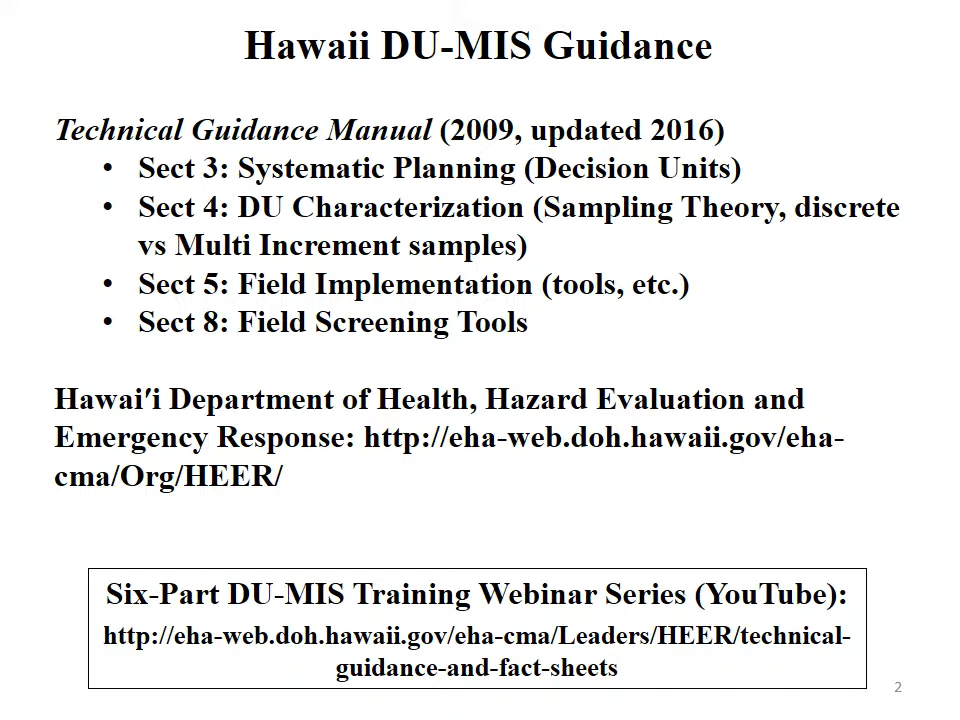 Hawaii DU-MIS Guidance
Technical Guidance Manual (2009, updated 2016)
• Sect 3: Systematic Planning (Decision Units)
• Sect 4: DU Characterization (Sampling Theory, discrete
vs Multi Increment samples)
• Sect 5: Field Implementation (tools, etc.)
• Sect 8: Field Screening Tools
Hawai′i Department of Health, Hazard Evaluation and
Emergency Response: http://eha-web.doh.hawaii.gov/eha-
cma/Org/HEER/
Six-Part DU-MIS Training Webinar Series (YouTube):
http://eha-web.doh.hawaii.gov/eha-cma/Leaders/HEER/technical-
guidance-and-fact-sheets
2